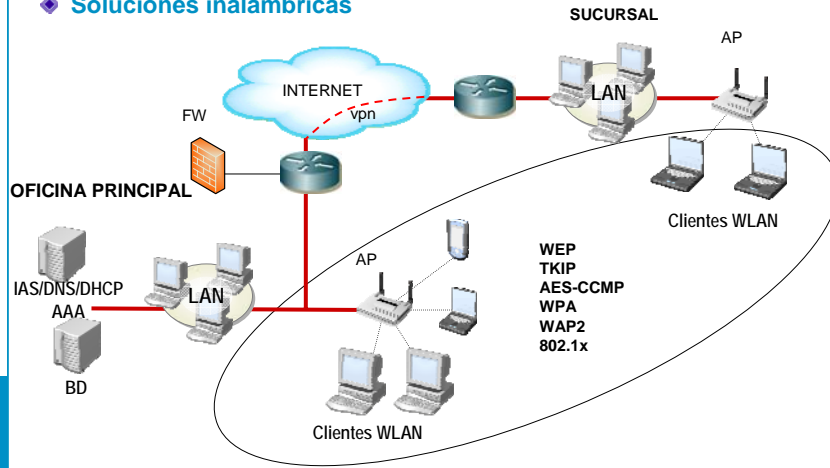 Soluciones inalámbricas
SUCURSAL
AP
INTERNET
vpn
LAN
FW
OFICINA PRINCIPAL
Clientes WLAN
IAS/DNS/DHCP
AAA
LAN
AP
WEP
TKIP
AES-CCMP
WPA
WAP2
802.1x
BD
Clientes WLAN